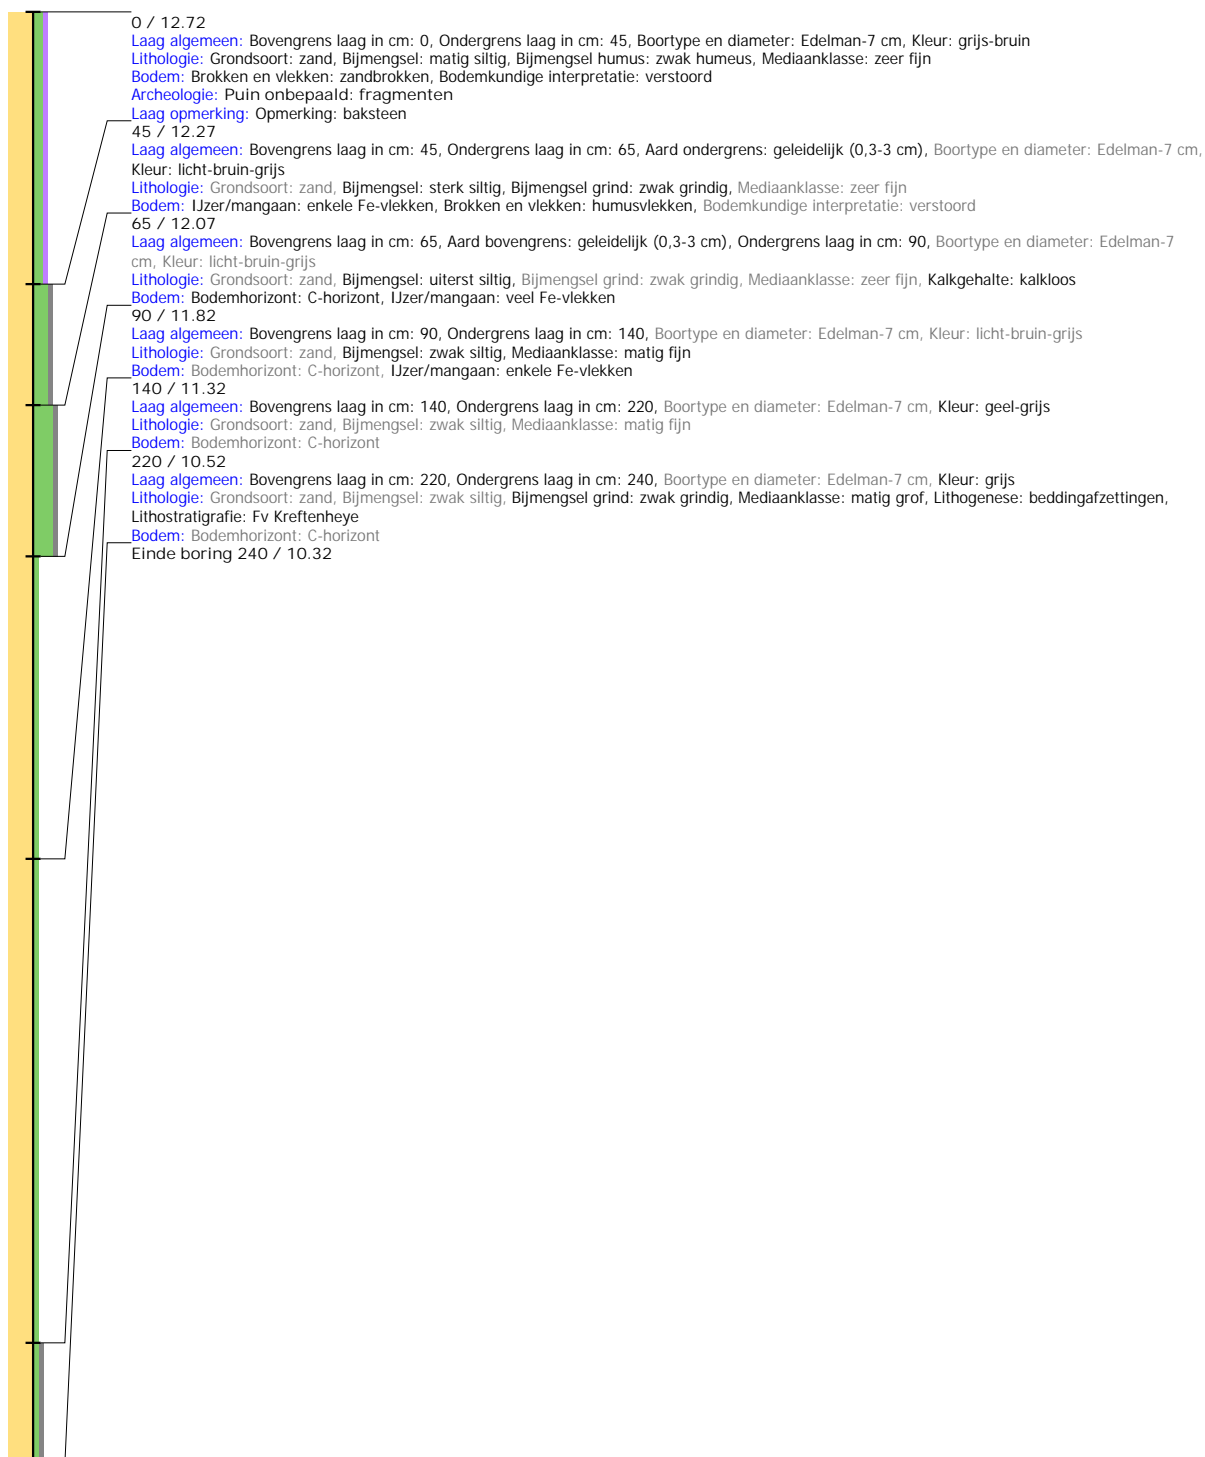 0 / 12.72
Laag algemeen: Bovengrens laag in cm: 0, Ondergrens laag in cm: 45, Boortype en diameter: Edelman-7 cm, Kleur: grijs-bruin
Lithologie: Grondsoort: zand, Bijmengsel: matig siltig, Bijmengsel humus: zwak humeus, Mediaanklasse: zeer fijn
Bodem: Brokken en vlekken: zandbrokken, Bodemkundige interpretatie: verstoord
Archeologie: Puin onbepaald: fragmenten
Laag opmerking: Opmerking: baksteen
45 / 12.27
Laag algemeen: Bovengrens laag in cm: 45, Ondergrens laag in cm: 65, Aard ondergrens: geleidelijk (0,3-3 cm), Boortype en diameter: Edelman-7 cm,
Kleur: licht-bruin-grijs
Lithologie: Grondsoort: zand, Bijmengsel: sterk siltig, Bijmengsel grind: zwak grindig, Mediaanklasse: zeer fijn
Bodem: IJzer/mangaan: enkele Fe-vlekken, Brokken en vlekken: humusvlekken, Bodemkundige interpretatie: verstoord
65 / 12.07
Laag algemeen: Bovengrens laag in cm: 65, Aard bovengrens: geleidelijk (0,3-3 cm), Ondergrens laag in cm: 90, Boortype en diameter: Edelman-7
cm, Kleur: licht-bruin-grijs
Lithologie: Grondsoort: zand, Bijmengsel: uiterst siltig, Bijmengsel grind: zwak grindig, Mediaanklasse: zeer fijn, Kalkgehalte: kalkloos
Bodem: Bodemhorizont: C-horizont, IJzer/mangaan: veel Fe-vlekken
90 / 11.82
Laag algemeen: Bovengrens laag in cm: 90, Ondergrens laag in cm: 140, Boortype en diameter: Edelman-7 cm, Kleur: licht-bruin-grijs
Lithologie: Grondsoort: zand, Bijmengsel: zwak siltig, Mediaanklasse: matig fijn
Bodem: Bodemhorizont: C-horizont, IJzer/mangaan: enkele Fe-vlekken
140 / 11.32
Laag algemeen: Bovengrens laag in cm: 140, Ondergrens laag in cm: 220, Boortype en diameter: Edelman-7 cm, Kleur: geel-grijs
Lithologie: Grondsoort: zand, Bijmengsel: zwak siltig, Mediaanklasse: matig fijn
Bodem: Bodemhorizont: C-horizont
220 / 10.52
Laag algemeen: Bovengrens laag in cm: 220, Ondergrens laag in cm: 240, Boortype en diameter: Edelman-7 cm, Kleur: grijs
Lithologie: Grondsoort: zand, Bijmengsel: zwak siltig, Bijmengsel grind: zwak grindig, Mediaanklasse: matig grof, Lithogenese: beddingafzettingen,
Lithostratigrafie: Fv Kreftenheye
Bodem: Bodemhorizont: C-horizont
Einde boring 240 / 10.32